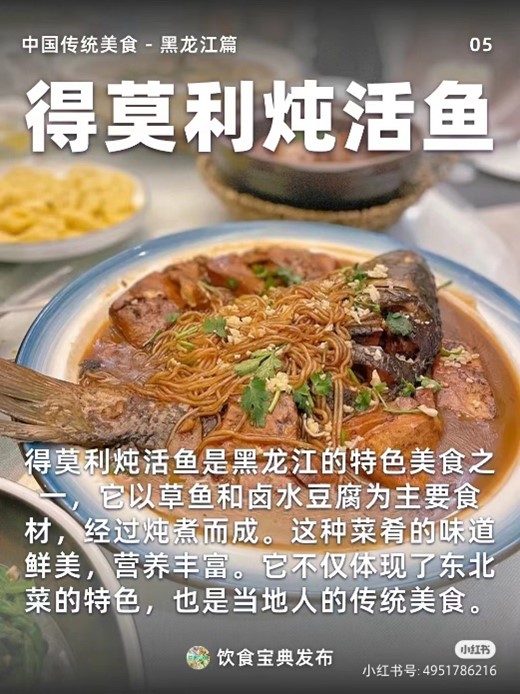 中国传统美食 - 黑龙江篇
05
得莫利炖活鱼
得莫利炖活鱼是黑龙江的特色美食之
一，它以草鱼和卤水豆腐为主要食
材，经过炖煮而成。这种菜肴的味道
鲜美，营养丰富。它不仅体现了东北
菜的特色，也是当地人的传统美食。
饮食宝典发布
小红书
小红书号: 4951786216